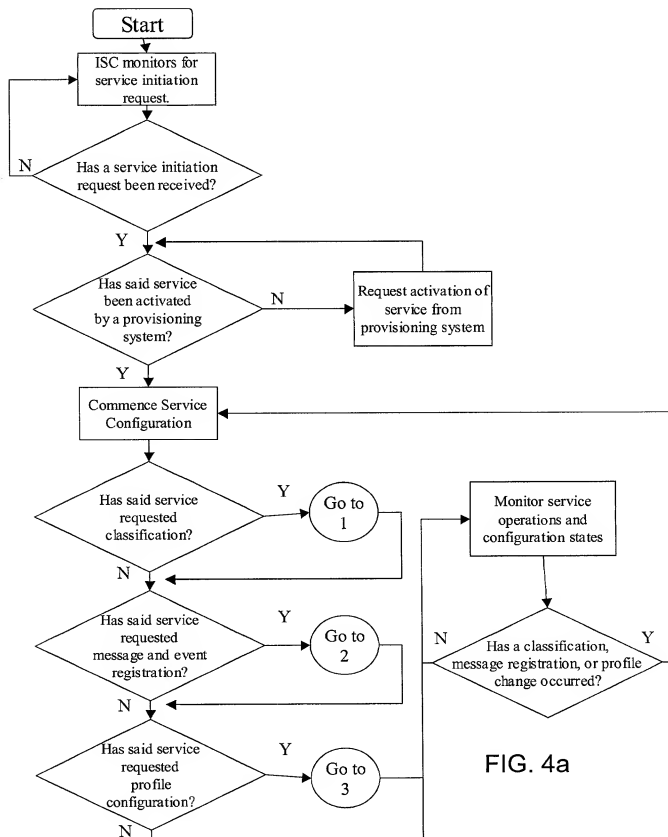 Start
ISC monitors for
service initiation
request.
N
Has a service initiation
request been received?
Y
Has said service
been activated
by a provisioning
system?
N
Request activation of
service from
provisioning system
Y
Commence Service
Configuration
Has said service
requested
classification?
Y
Go to
1
N
Has said service
requested
message and event
registration?
Y
Go to
2
N
Has said service
requested
profile
configuration?
Y
Go to
3
N
Monitor service
operations and
configuration states
N
Has a classification,
message registration, or profile
change occurred?
Y
FIG. 4a